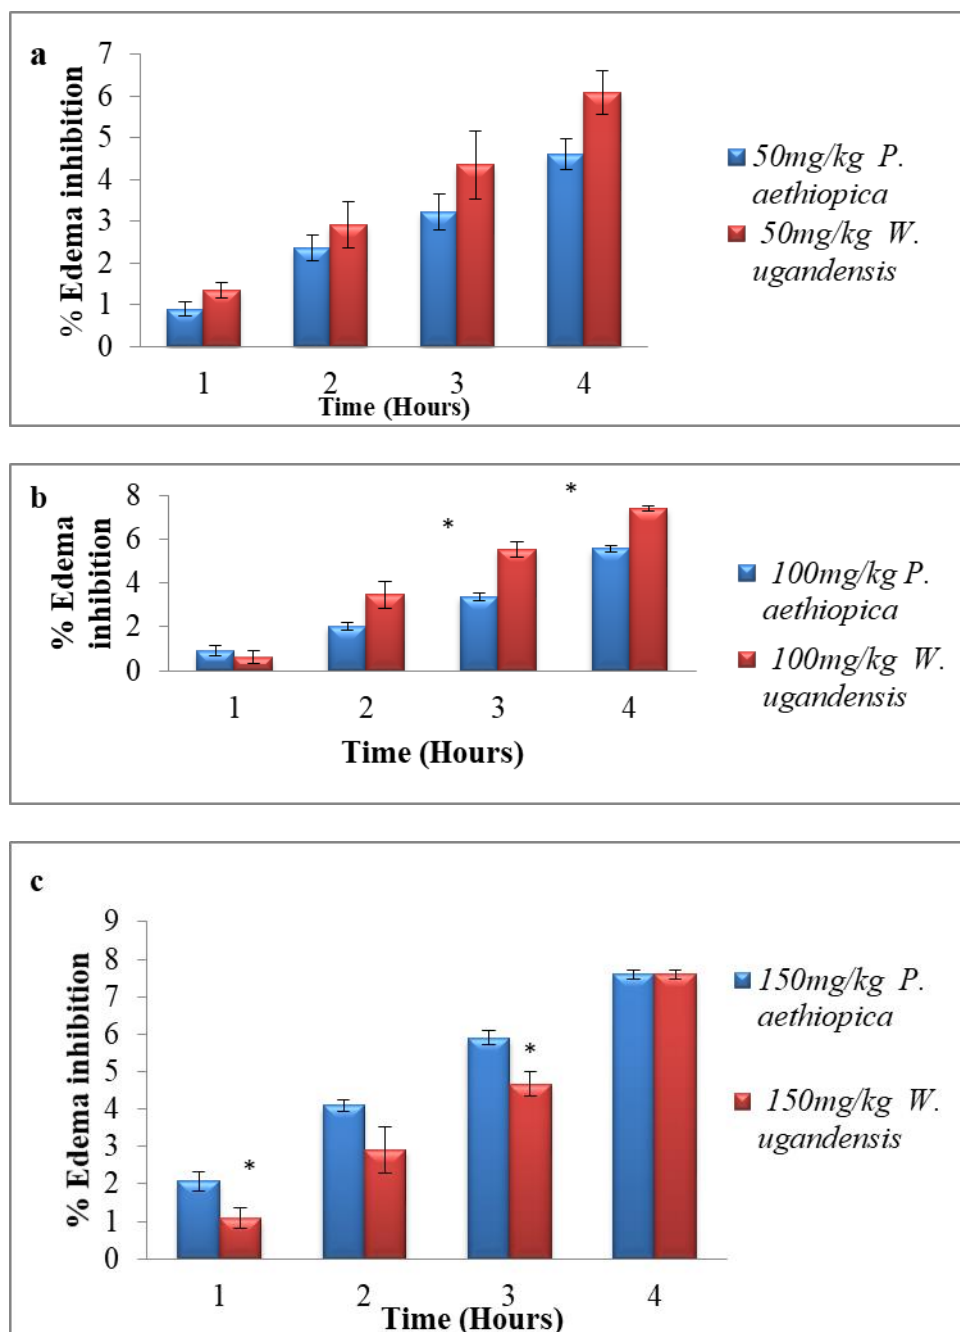 a
% Edema inhibition
7
6
5
4
3
2
1
0
1 2 3 4
Time (Hours)
50mg/kg P.
aethiopica
50mg/kg W.
ugandensis
b
% Edema
inhibition
8
6
4
2
0
* *
1 2 3 4
Time (Hours)
100mg/kg P.
aethiopica
100mg/kg W.
ugandensis
c
% Edema inhibition
9
8
7
6
5
4
3
2
1
0
* *
1 2 3 4
Time (Hours)
150mg/kg P.
aethiopica
150mg/kg W.
ugandensis